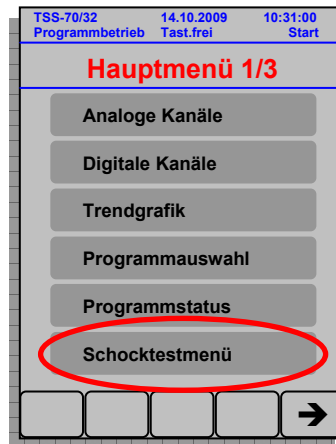 TSS-70/32 14.10.2009 10:31:00
Programmbetrieb Tast.frei Start
Hauptmenü 1/3
Analoge Kanäle
Digitale Kanäle
Trendgrafik
Programmauswahl
Programmstatus
Schocktestmenü